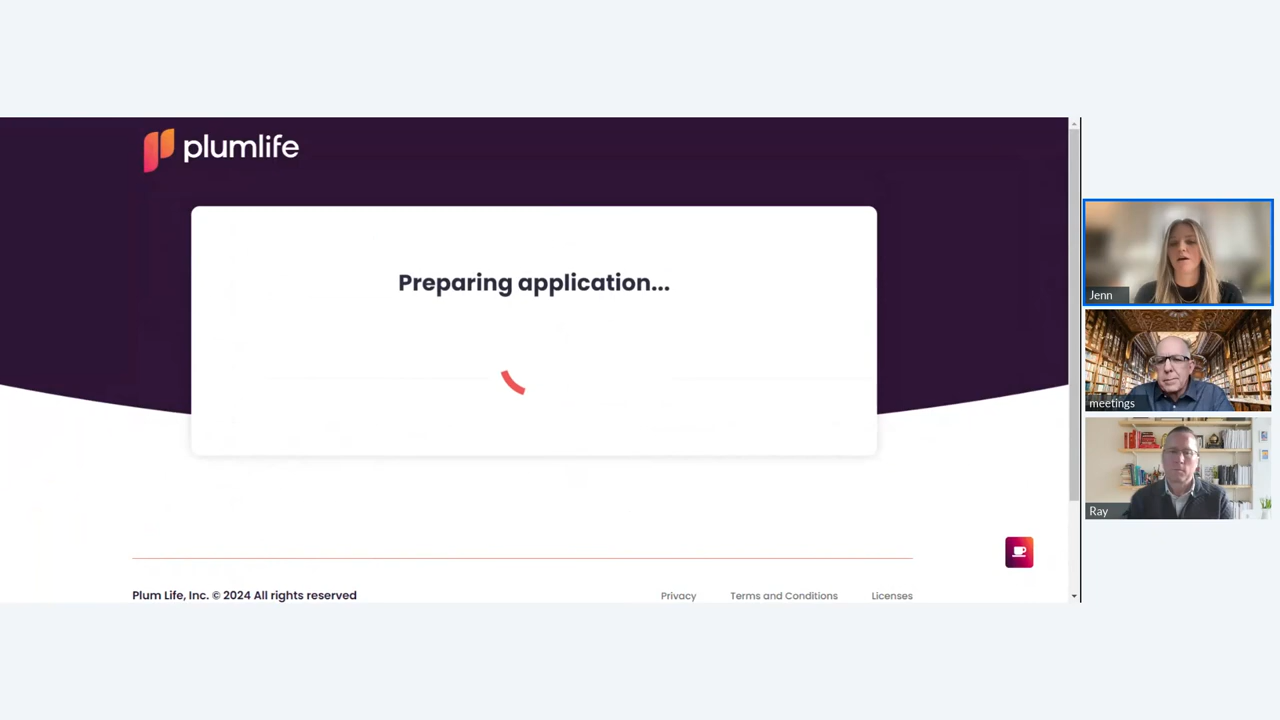 plumlife
Preparing application...
Jenn
meetings
Ray
Plum Life, Inc. © 2024 All rights reserved
Privacy
Terms and Conditions
Licenses